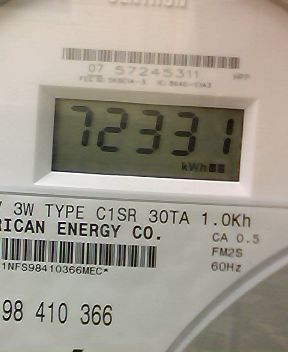 07 57245311 HPP
72331
kWh
V 3W TYPE C1SR 30TA 1.0Kh
RICAN ENERGY CO.
CA 0.5
FM2S
60Hz
1NFS98410366MEC*
98 410 366